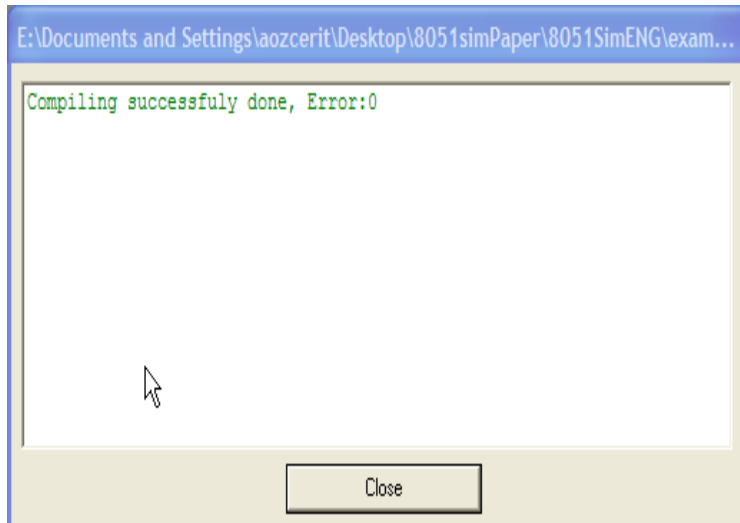 E:\Documents and Settings\aozcerit\Desktop\8051simPaper\8051SimENG\exam...
Compiling successfuly done, Error:0
Close